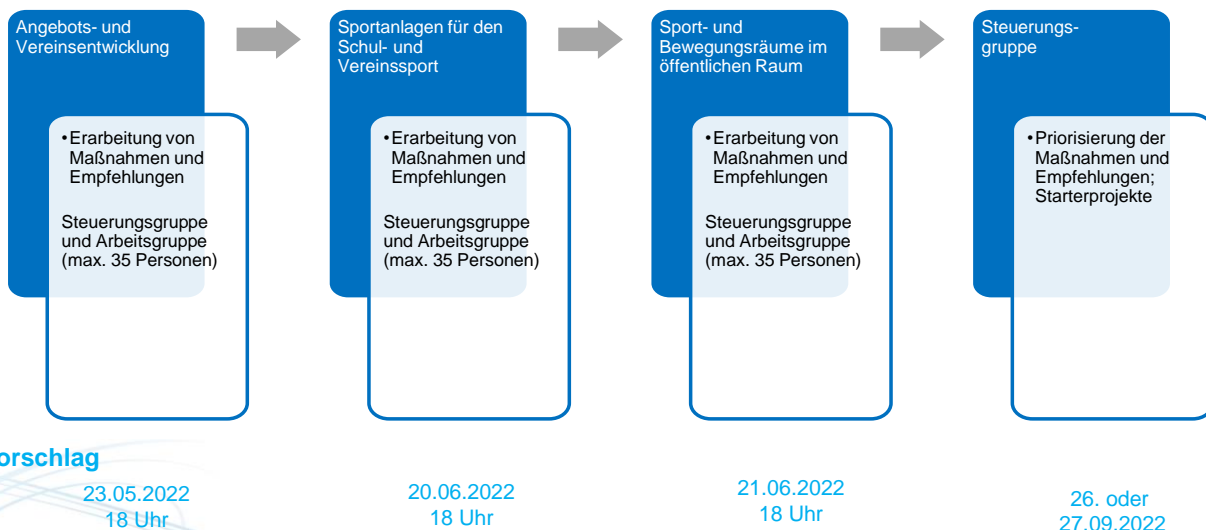 Angebots- und
Vereinsentwicklung
•Erarbeitung von
Maßnahmen und
Empfehlungen
Steuerungsgruppe
und Arbeitsgruppe
(max. 35 Personen)
Sportanlagen für den
Schul- und
Vereinssport
•Erarbeitung von
Maßnahmen und
Empfehlungen
Steuerungsgruppe
und Arbeitsgruppe
(max. 35 Personen)
Sport- und
Bewegungsräume im
öffentlichen Raum
•Erarbeitung von
Maßnahmen und
Empfehlungen
Steuerungsgruppe
und Arbeitsgruppe
(max. 35 Personen)
Steuerungs-
gruppe
•Priorisierung der
Maßnahmen und
Empfehlungen;
Starterprojekte
orschlag
23.05.2022
18 Uhr
20.06.2022
18 Uhr
21.06.2022
18 Uhr
26. oder
27.09.2022